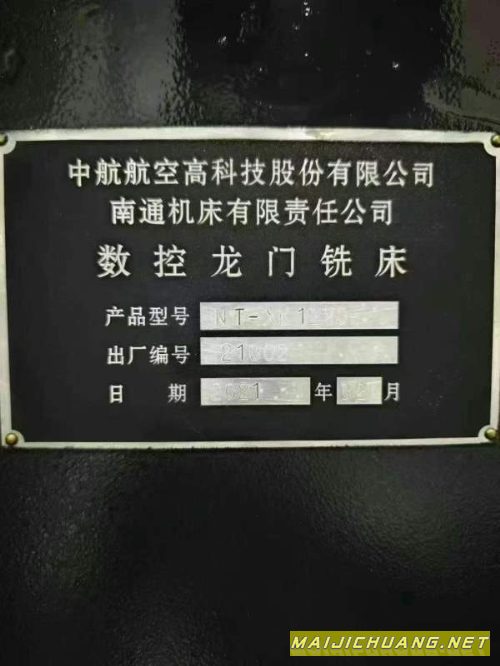 中航航空高科技股份有限公司
南通机床有限责任公司
数控龙门铣床
产品型号
出厂编号 21002
日 期 2021 年 月
MAIJICHUANG.NET